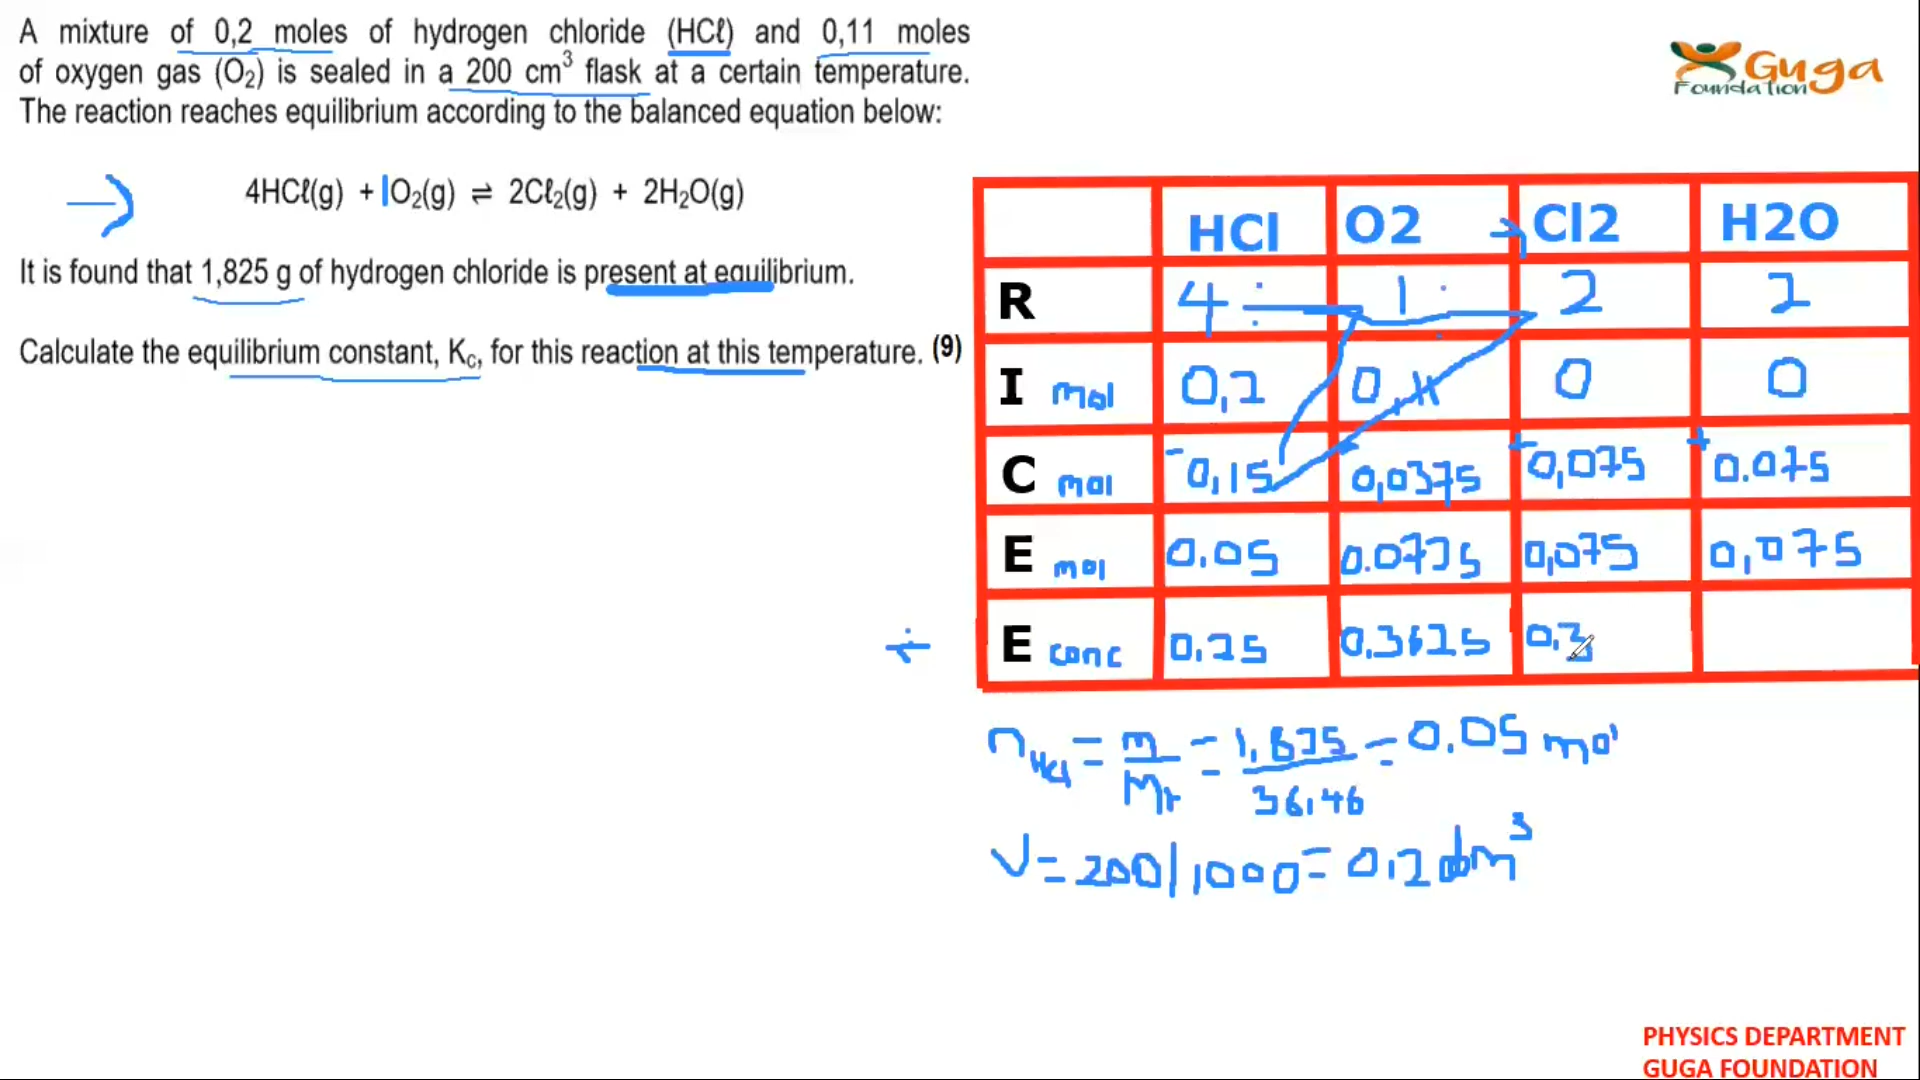 A mixture of 0,2 moles of hydrogen chloride (HCℓ) and 0,11 moles
of oxygen gas (O₂) is sealed in a 200 cm³ flask at a certain temperature.
The reaction reaches equilibrium according to the balanced equation below:
→ 4HCℓ(g) + 1O₂(g) ⇌ 2Cℓ₂(g) + 2H₂O(g)
It is found that 1,825 g of hydrogen chloride is present at equilibrium.
Calculate the equilibrium constant, Kc, for this reaction at this temperature. (9)
Guga
Foundation
HCl O2 → Cl2 H2O
R 4 : 1 : 2 2
I mol 0,2 0,11 0 0
C mol -0,15 -0,0375 +0,075 +0.075
E mol 0.05 0.0725 0,075 0,075
÷ E conc 0.25 0.3625 0.3
nHCl = m/Mr = 1,825/36,46 = 0.05 mol
V = 200/1000 = 0,2 dm³
PHYSICS DEPARTMENT
GUGA FOUNDATION